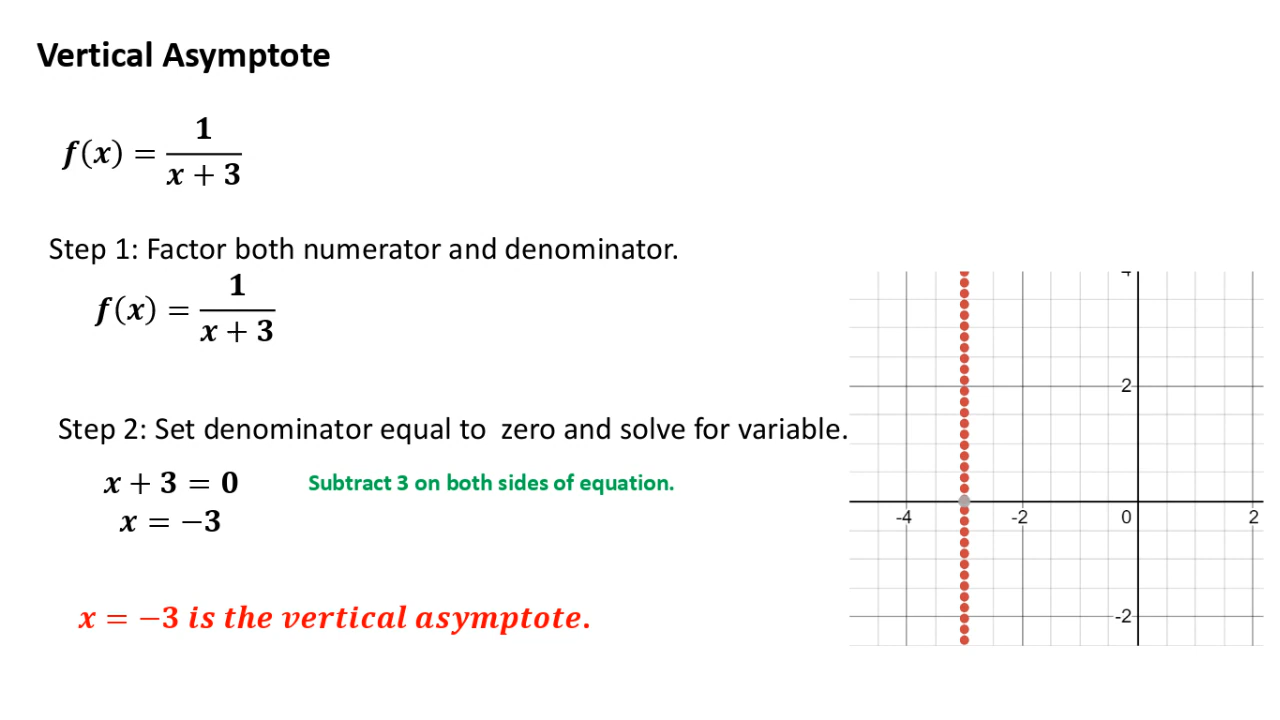 Vertical Asymptote
f(x) = 1/(x + 3)
Step 1: Factor both numerator and denominator.
f(x) = 1/(x + 3)
Step 2: Set denominator equal to zero and solve for variable.
x + 3 = 0 Subtract 3 on both sides of equation.
x = −3
x = −3 is the vertical asymptote.
2
-4 -2 0 2
-2